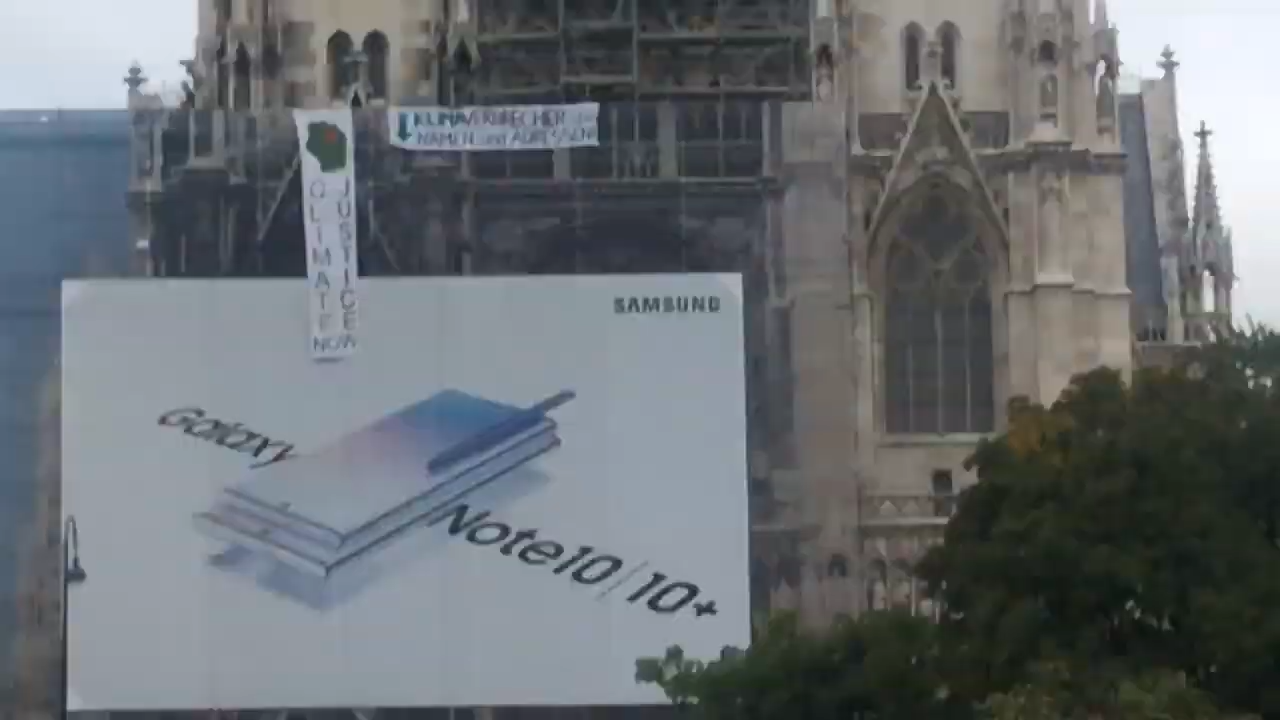 KLIMAVERBRECHER
NAMEN und ADRESSEN!
CLIMATE
JUSTICE
NOW
SAMSUNG
Galaxy
Note10/10+